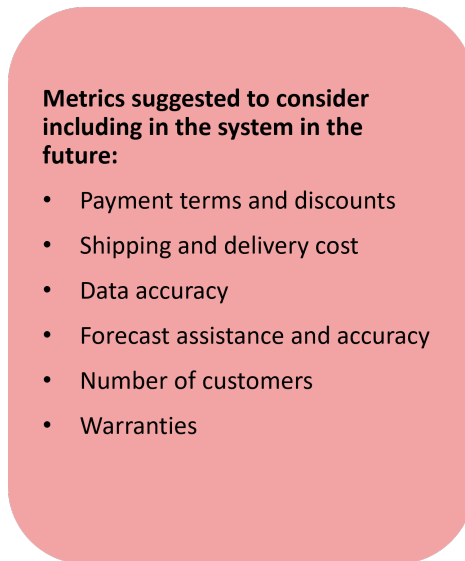 Metrics suggested to consider
including in the system in the
future:
• Payment terms and discounts
• Shipping and delivery cost
• Data accuracy
• Forecast assistance and accuracy
• Number of customers
• Warranties